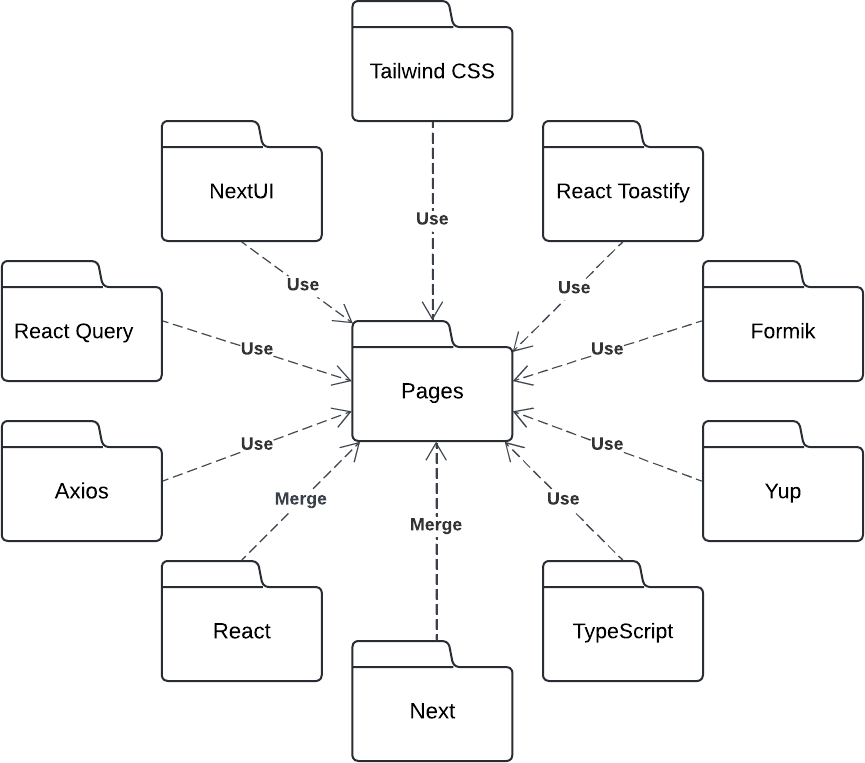 Tailwind CSS
NextUI
React Toastify
Use
Use
Use
React Query
Formik
Use
Use
Pages
Use
Use
Axios
Yup
Merge
Use
Merge
React
TypeScript
Next